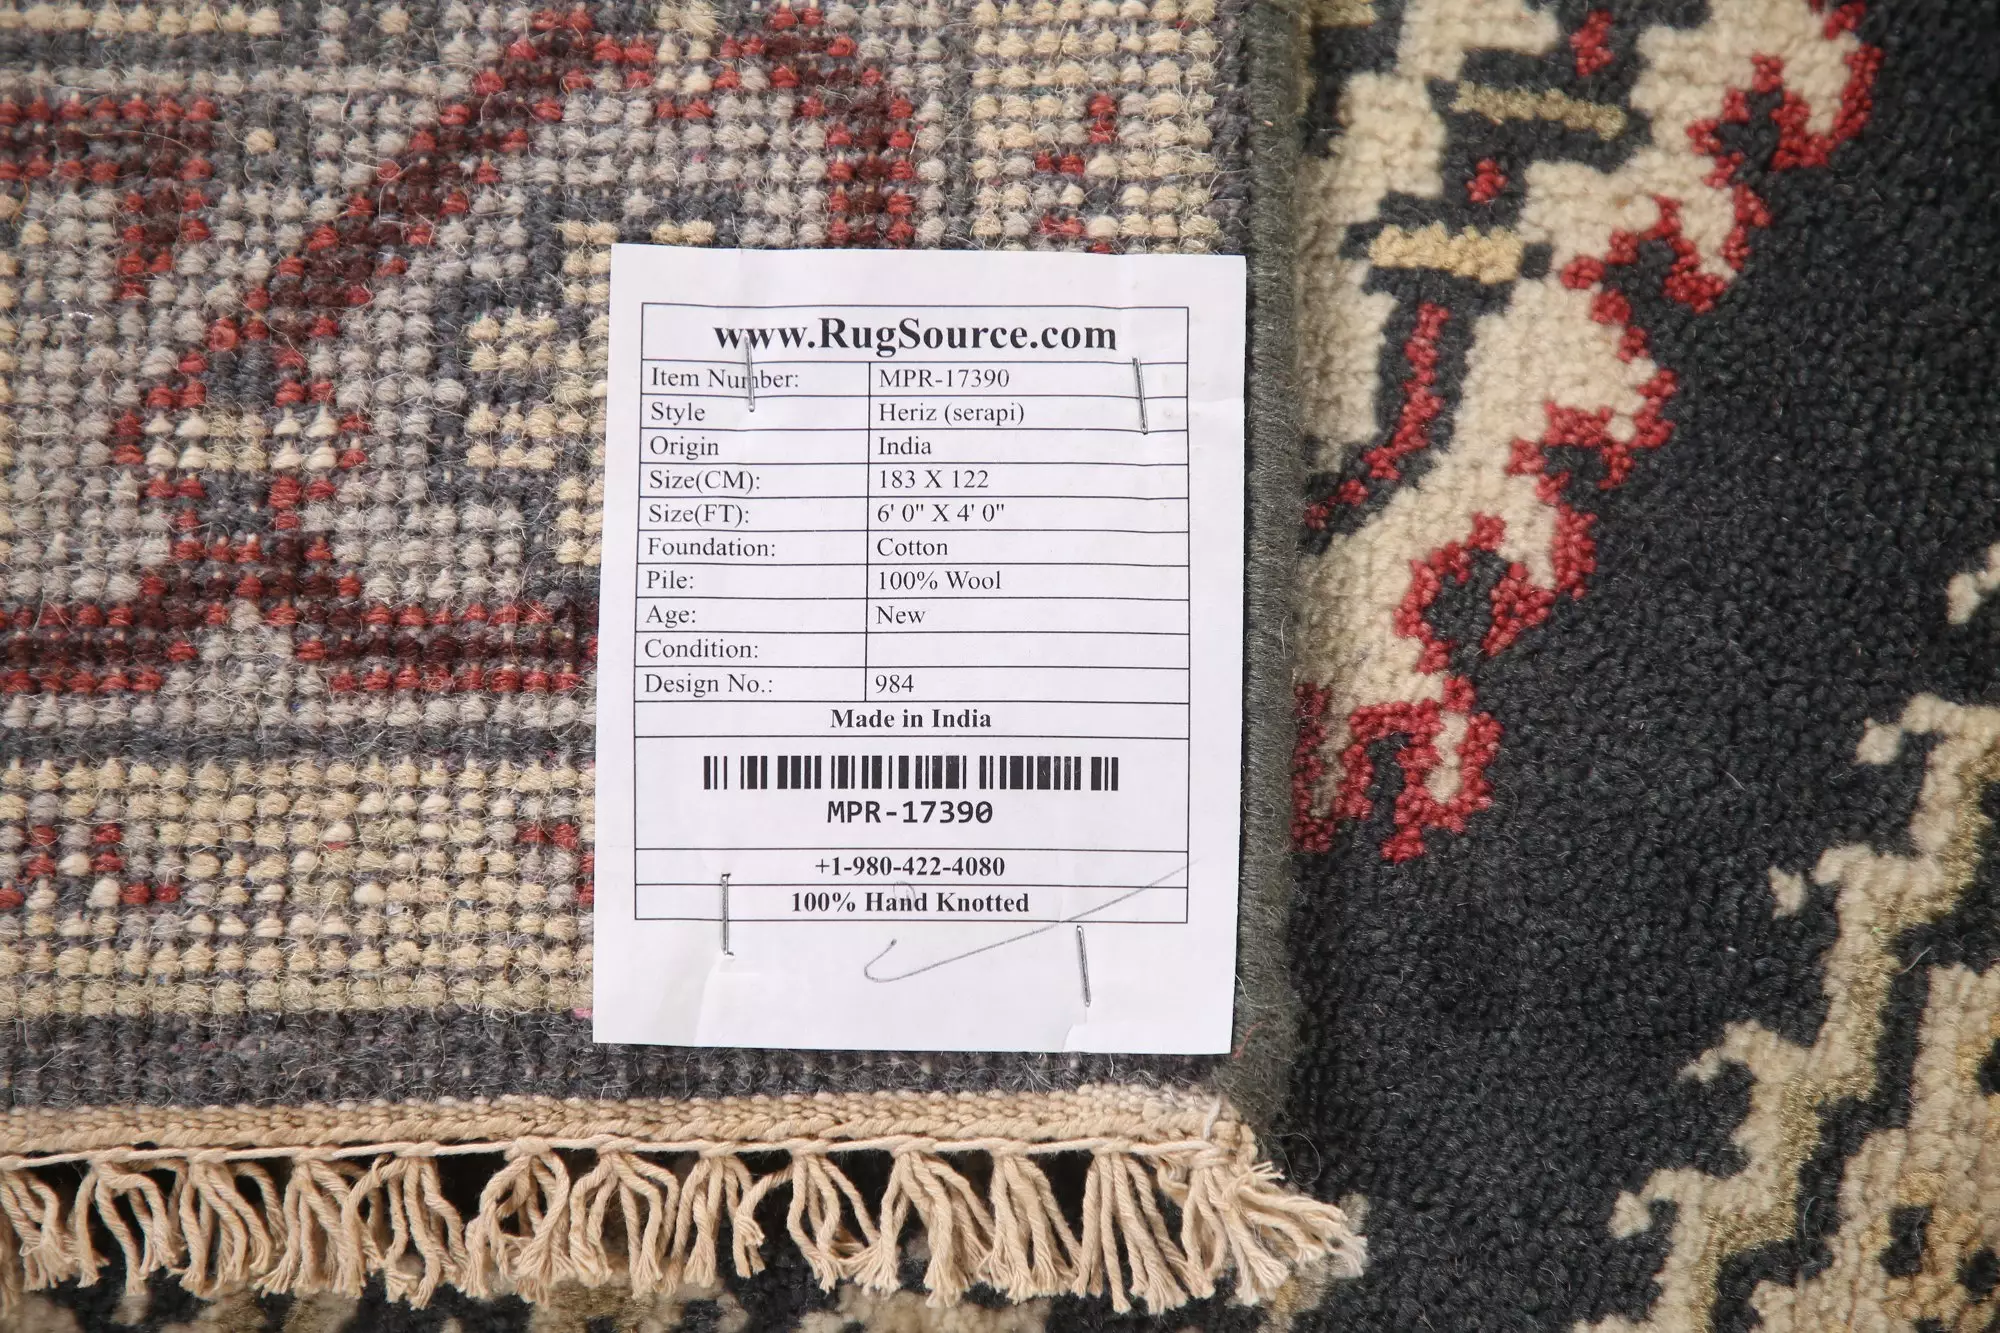 www.RugSource.com
Item Number: MPR-17390
Style Heriz (serapi)
Origin India
Size(CM): 183 X 122
Size(FT): 6' 0" X 4' 0"
Foundation: Cotton
Pile: 100% Wool
Age: New
Condition:
Design No.: 984
Made in India
MPR-17390
+1-980-422-4080
100% Hand Knotted